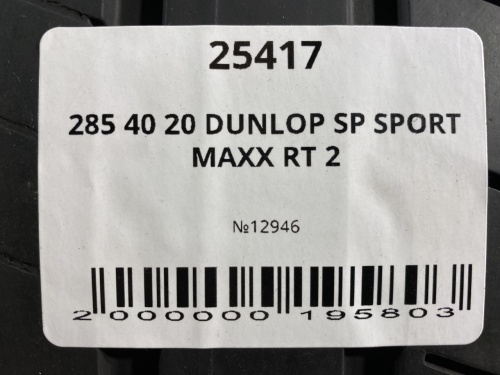 25417
285 40 20 DUNLOP SP SPORT
MAXX RT 2
№12946
2 000000 195803